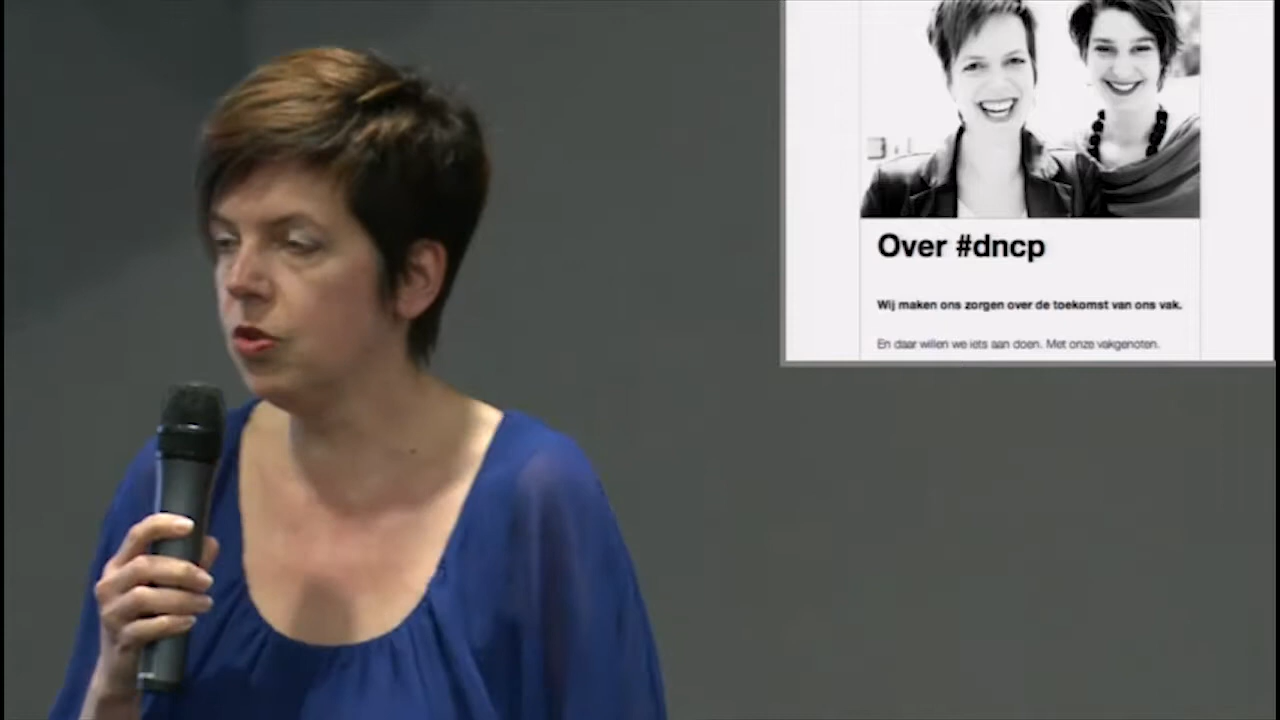 Over #dncp
Wij maken ons zorgen over de toekomst van ons vak.
En daar willen we iets aan doen. Met onze vakgenoten.